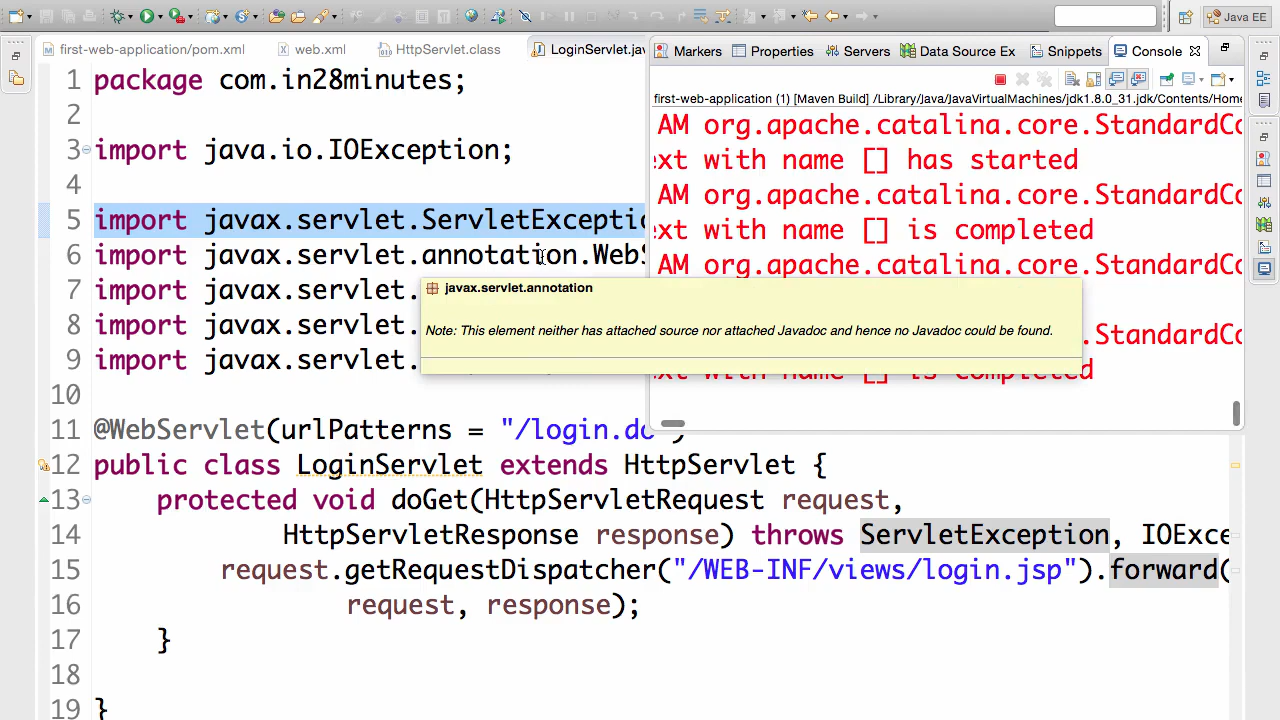 Java EE
first-web-application/pom.xml
web.xml
HttpServlet.class
LoginServlet.jav
Markers
Properties
Servers
Data Source Ex
Snippets
Console
first-web-application (1) [Maven Build] /Library/Java/JavaVirtualMachines/jdk1.8.0_31.jdk/Contents/Home
AM org.apache.catalina.core.StandardCo
ext with name [] has started
AM org.apache.catalina.core.StandardCo
ext with name [] is completed
AM org.apache.catalina.core.StandardCo
.StandardCo
ext with name [] is completed
1 package com.in28minutes;
2
3 import java.io.IOException;
4
5 import javax.servlet.ServletExceptio
6 import javax.servlet.annotation.WebS
7 import javax.servlet.
8 import javax.servlet.
9 import javax.servlet.
javax.servlet.annotation
Note: This element neither has attached source nor attached Javadoc and hence no Javadoc could be found.
10
11 @WebServlet(urlPatterns = "/login.do")
12 public class LoginServlet extends HttpServlet {
13 protected void doGet(HttpServletRequest request,
14 HttpServletResponse response) throws ServletException, IOExce
15 request.getRequestDispatcher("/WEB-INF/views/login.jsp").forward(
16 request, response);
17 }
18
19 }